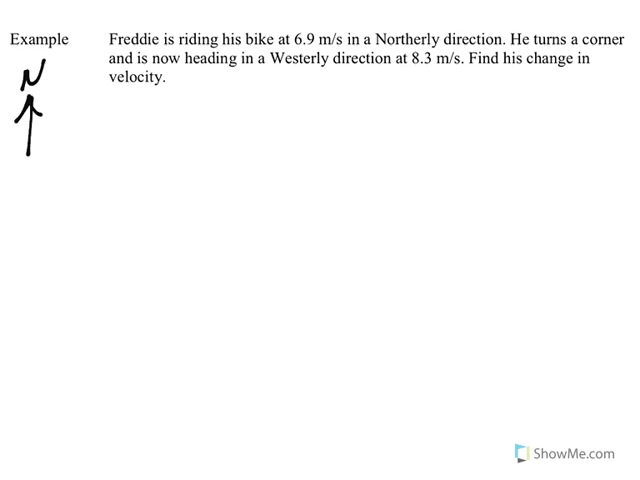 Example Freddie is riding his bike at 6.9 m/s in a Northerly direction. He turns a corner
and is now heading in a Westerly direction at 8.3 m/s. Find his change in
velocity.
N
ShowMe.com